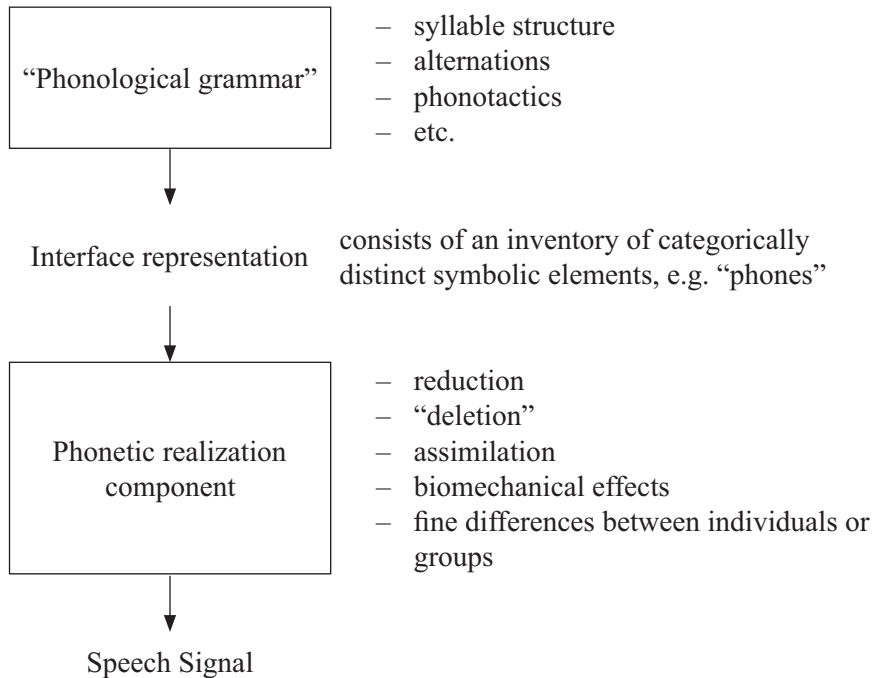 “Phonological grammar”
– syllable structure
– alternations
– phonotactics
– etc.
Interface representation
consists of an inventory of categorically
distinct symbolic elements, e.g. “phones”
Phonetic realization
component
– reduction
– “deletion”
– assimilation
– biomechanical effects
– fine differences between individuals or
groups
Speech Signal